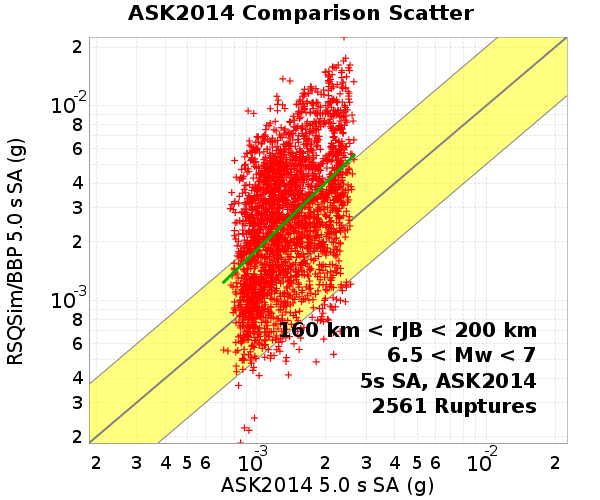 ASK2014 Comparison Scatter
RSQSim/BBP 5.0 s SA (g)
2
10-2
8
6
4
3
2
10-3
8
6
4
3
2
160 km < rJB < 200 km
6.5 < Mw < 7
5s SA, ASK2014
2561 Ruptures
2 3 4 5 6 10-3 2 3 4 5 6 10-2 2
ASK2014 5.0 s SA (g)